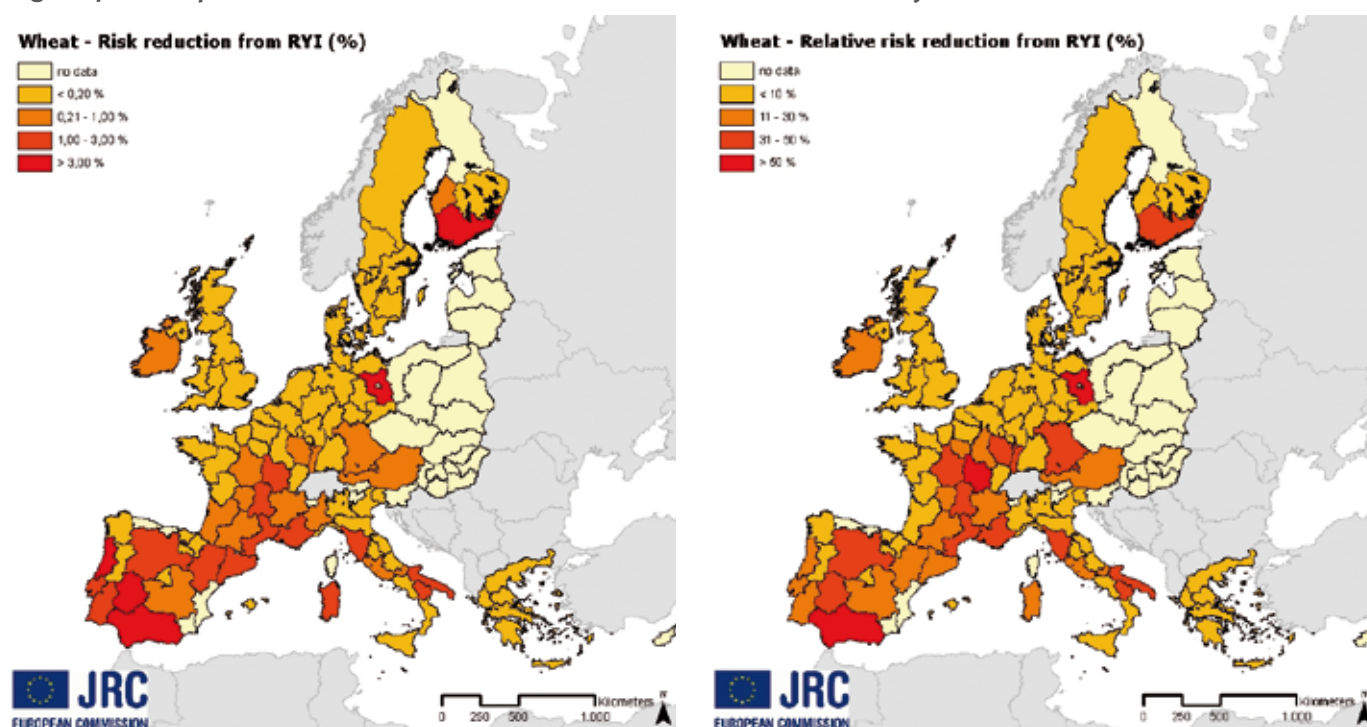 Wheat - Risk reduction from RYI (%)
no data
< 0,20 %
0,21 - 1,00 %
1,00 - 3,00 %
> 3,00 %
JRC
EUROPEAN COMMISSION
Kilometers
0 250 500 1.000
N
Wheat - Relative risk reduction from RYI (%)
no data
< 10 %
11 - 30 %
31 - 50 %
> 50 %
JRC
EUROPEAN COMMISSION
Kilometers
0 250 500 1.000
N